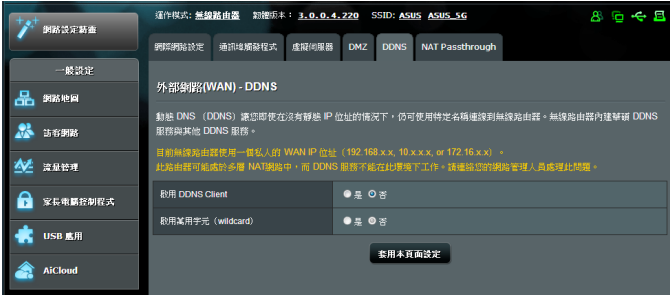 運作模式: 無線路由器 韌體版本: 3.0.0.4.220 SSID: ASUS ASUS_5G
網路設定精靈
網際網路設定 通訊埠觸發程式 虛擬伺服器 DMZ DDNS NAT Passthrough
一般設定
網路地圖
訪客網路
流量管理
家長電腦控制程式
USB 應用
AiCloud
外部網路(WAN) - DDNS
動態 DNS (DDNS) 讓您即使在沒有靜態 IP 位址的情況下,仍可使用特定名稱連線到無線路由器。無線路由器內建華碩 DDNS
服務與其他 DDNS 服務。
目前無線路由器使用一個私人的 WAN IP 位址 (192.168.x.x, 10.x.x.x, or 172.16.x.x) 。
此路由器可能處於多層 NAT網路中,而 DDNS 服務不能在此環境下工作。請連絡您的網路管理人員處理此問題。
啟用 DDNS Client 是 否
啟用萬用字元 (wildcard) 是 否
套用本頁面設定